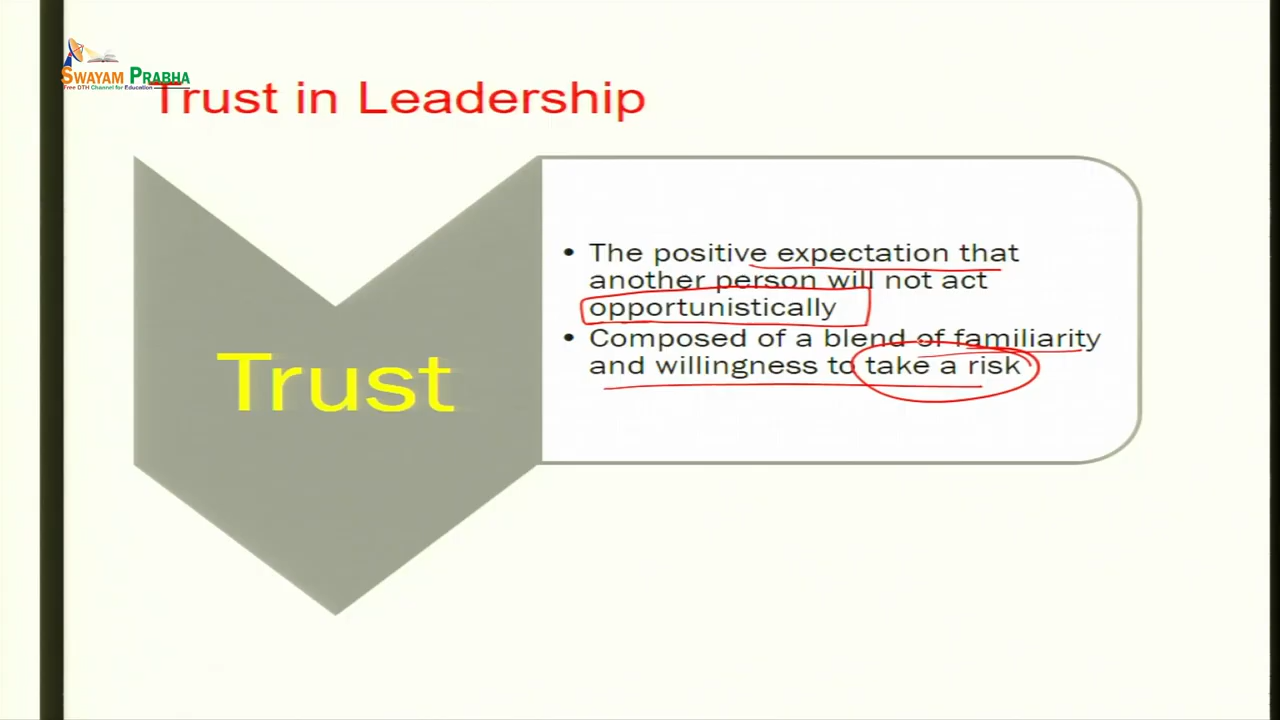 SWAYAM PRABHA
Free DTH Channel for Education
Trust in Leadership
Trust
• The positive expectation that
another person will not act
opportunistically
• Composed of a blend of familiarity
and willingness to take a risk